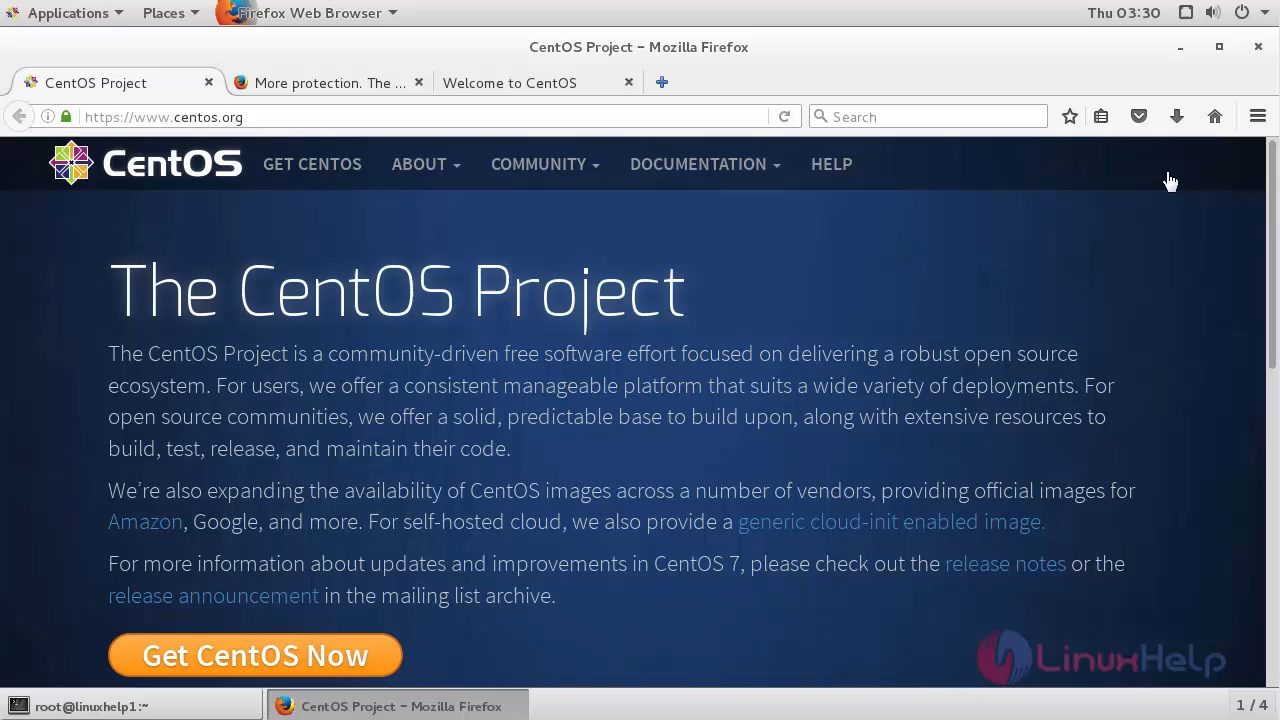 Applications Places Firefox Web Browser Thu 03:30
CentOS Project - Mozilla Firefox
CentOS Project More protection. The ... Welcome to CentOS
https://www.centos.org Search
CentOS GET CENTOS ABOUT COMMUNITY DOCUMENTATION HELP
The CentOS Project
The CentOS Project is a community-driven free software effort focused on delivering a robust open source
ecosystem. For users, we offer a consistent manageable platform that suits a wide variety of deployments. For
open source communities, we offer a solid, predictable base to build upon, along with extensive resources to
build, test, release, and maintain their code.
We’re also expanding the availability of CentOS images across a number of vendors, providing official images for
Amazon, Google, and more. For self-hosted cloud, we also provide a generic cloud-init enabled image.
For more information about updates and improvements in CentOS 7, please check out the release notes or the
release announcement in the mailing list archive.
Get CentOS Now
LinuxHelp
root@linuxhelp1:~ CentOS Project - Mozilla Firefox 1 / 4